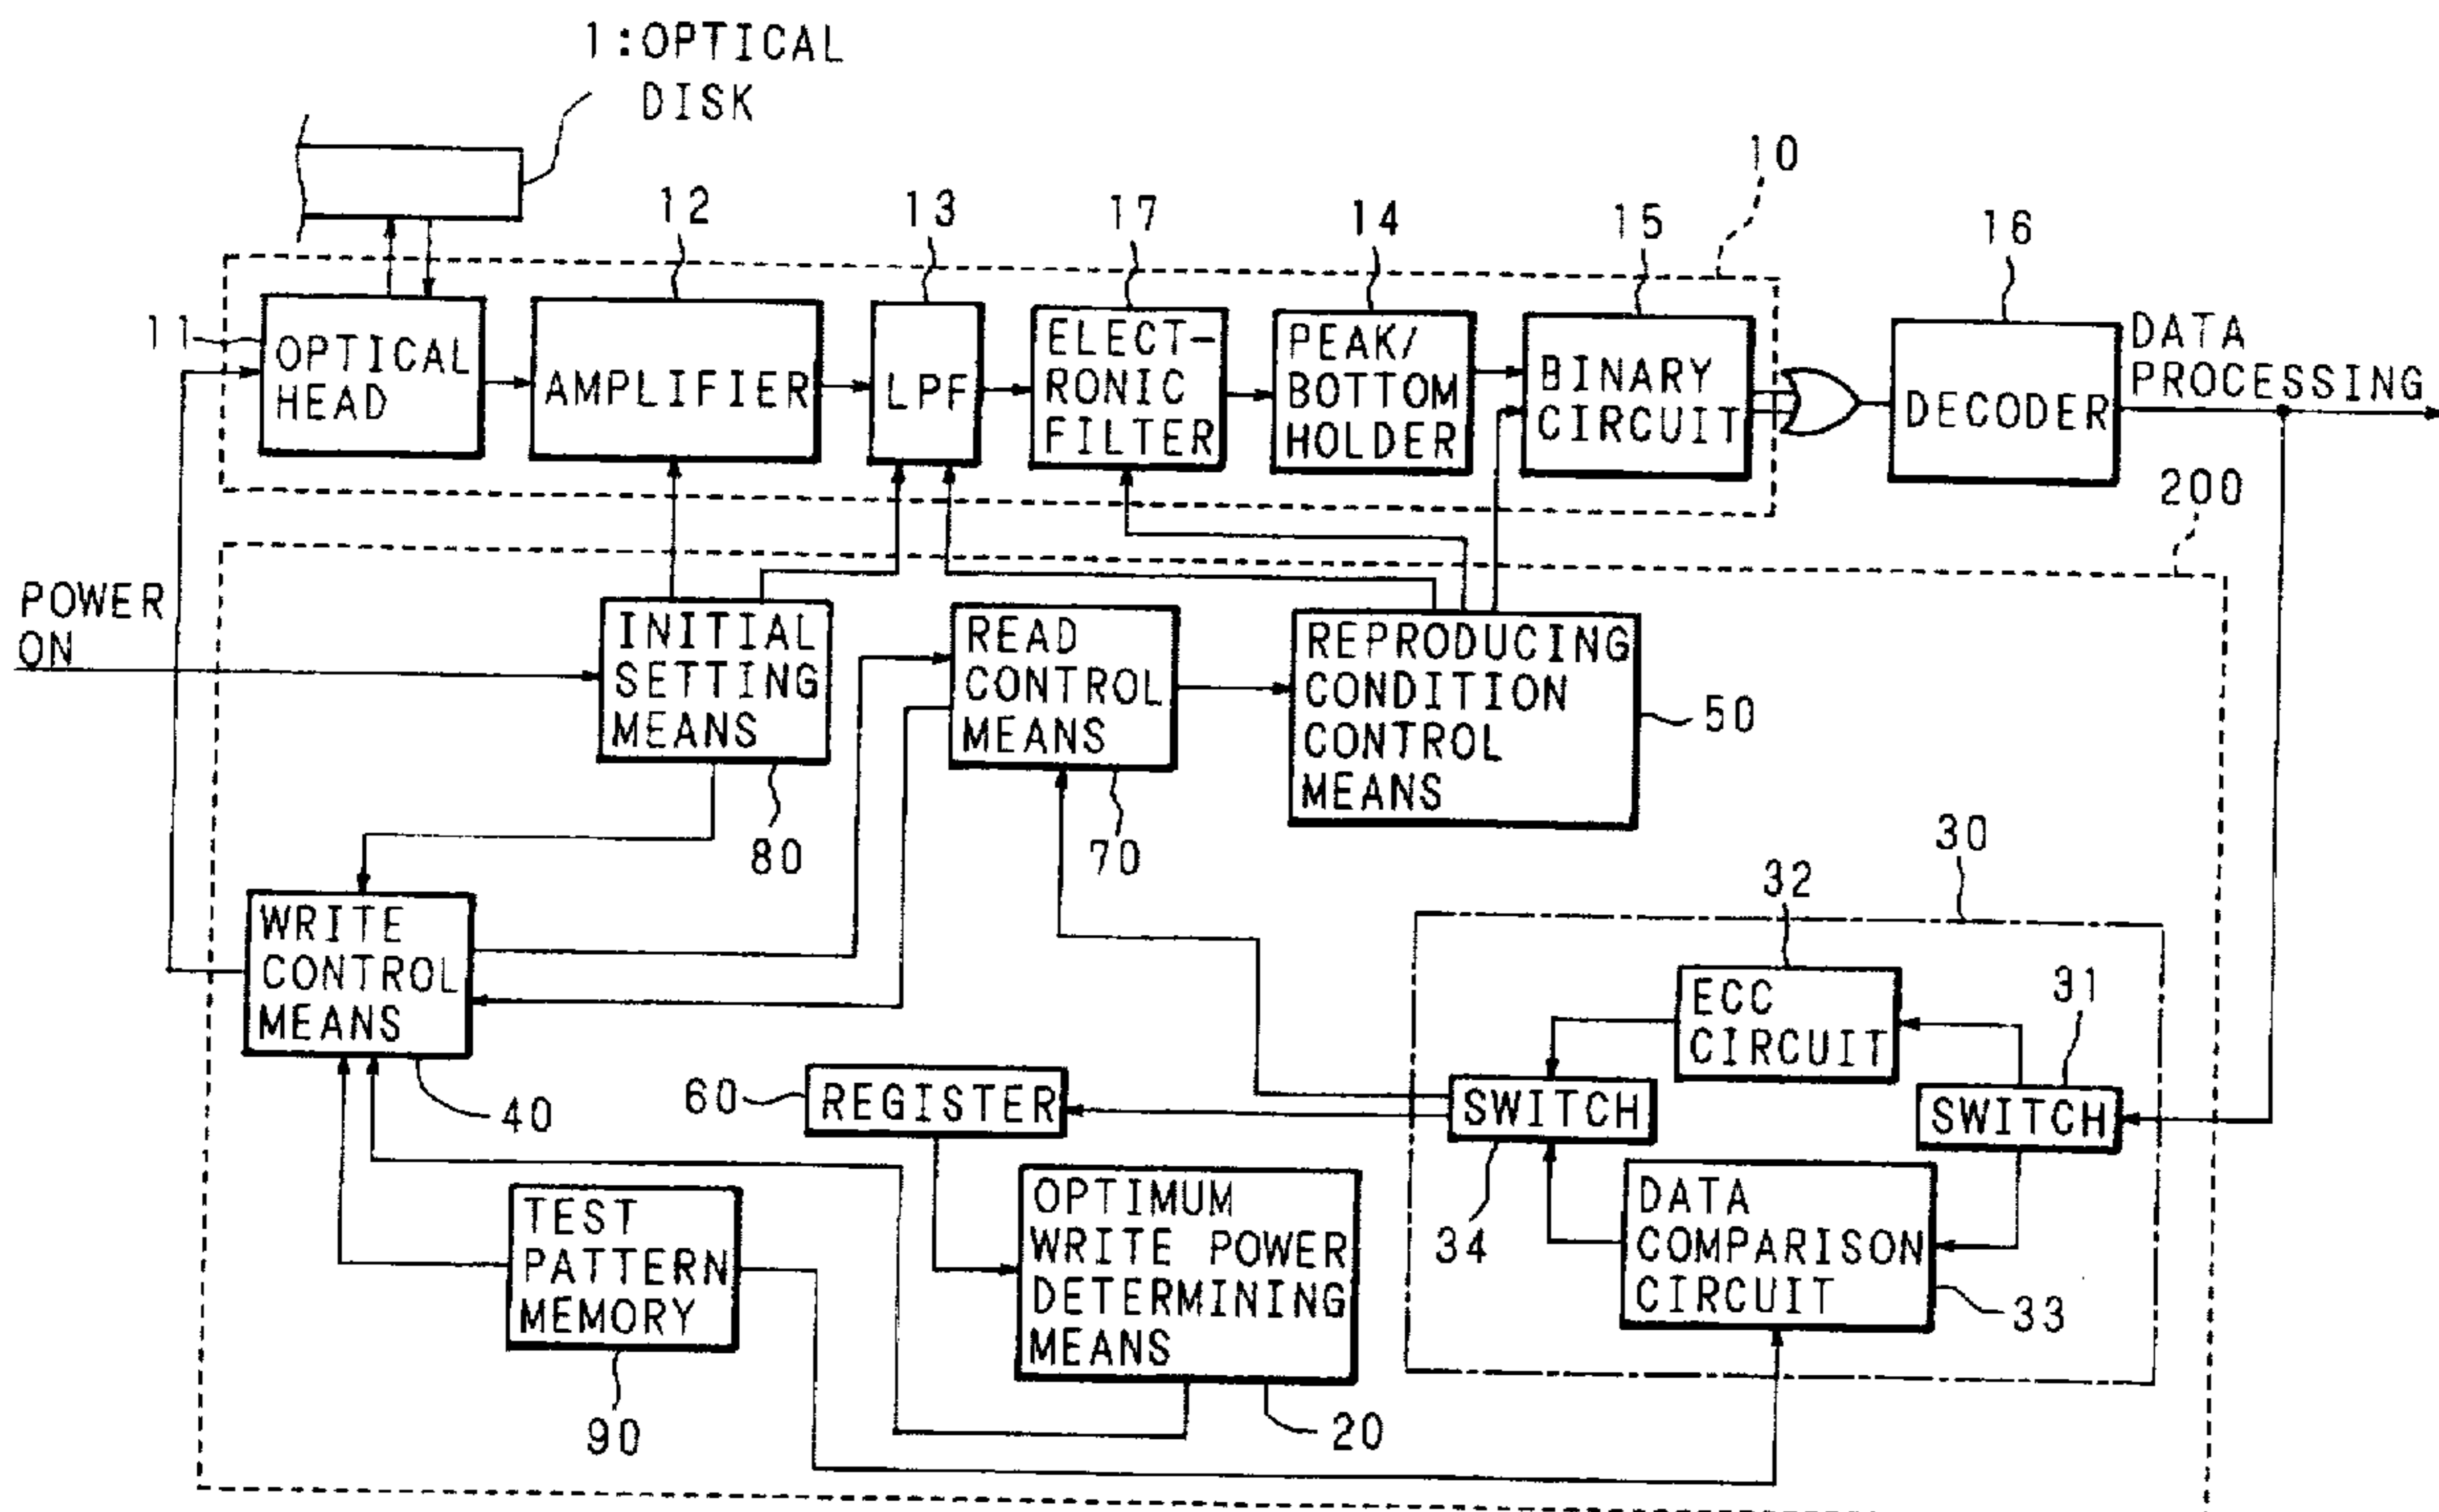 1:OPTICAL
DISK
10
12
13
17
14
15
16
11
OPTICAL
HEAD
AMPLIFIER
LPF
ELECT-
RONIC
FILTER
PEAK/
BOTTOM
HOLDER
BINARY
CIRCUIT
DECODER
DATA
PROCESSING
200
POWER
ON
INITIAL
SETTING
MEANS
80
READ
CONTROL
MEANS
70
REPRODUCING
CONDITION
CONTROL
MEANS
50
30
WRITE
CONTROL
MEANS
40
32
ECC
CIRCUIT
31
SWITCH
60
REGISTER
SWITCH
34
DATA
COMPARISON
CIRCUIT
33
TEST
PATTERN
MEMORY
90
OPTIMUM
WRITE POWER
DETERMINING
MEANS
20